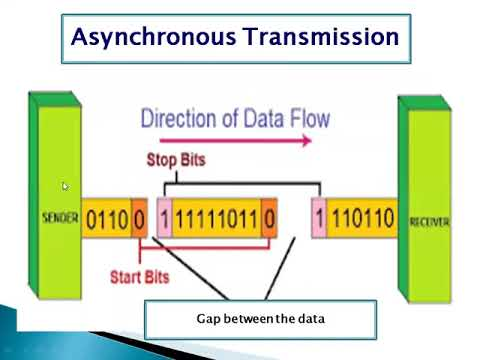 Asynchronous Transmission
Direction of Data Flow
Stop Bits
SENDER
0110 0
1 11111011 0
1 110110
RECEIVER
Start Bits
Gap between the data